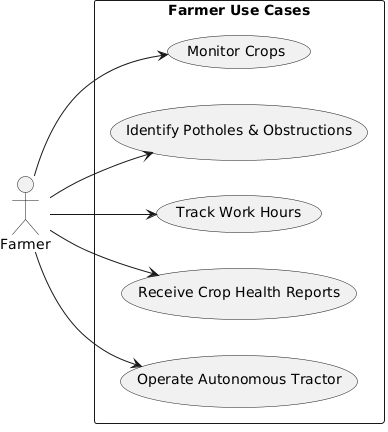 Farmer Use Cases
Monitor Crops
Identify Potholes & Obstructions
Track Work Hours
Farmer
Receive Crop Health Reports
Operate Autonomous Tractor